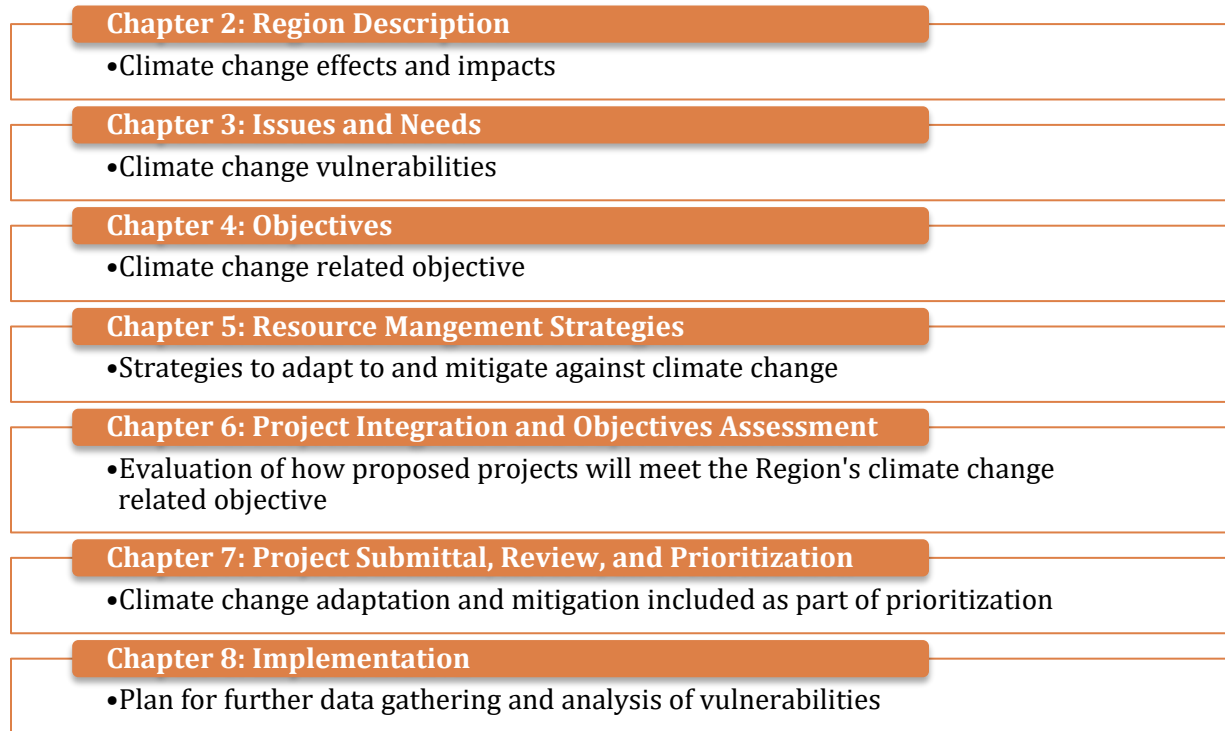 Chapter 2: Region Description
•Climate change effects and impacts
Chapter 3: Issues and Needs
•Climate change vulnerabilities
Chapter 4: Objectives
•Climate change related objective
Chapter 5: Resource Mangement Strategies
•Strategies to adapt to and mitigate against climate change
Chapter 6: Project Integration and Objectives Assessment
•Evaluation of how proposed projects will meet the Region's climate change
related objective
Chapter 7: Project Submittal, Review, and Prioritization
•Climate change adaptation and mitigation included as part of prioritization
Chapter 8: Implementation
•Plan for further data gathering and analysis of vulnerabilities